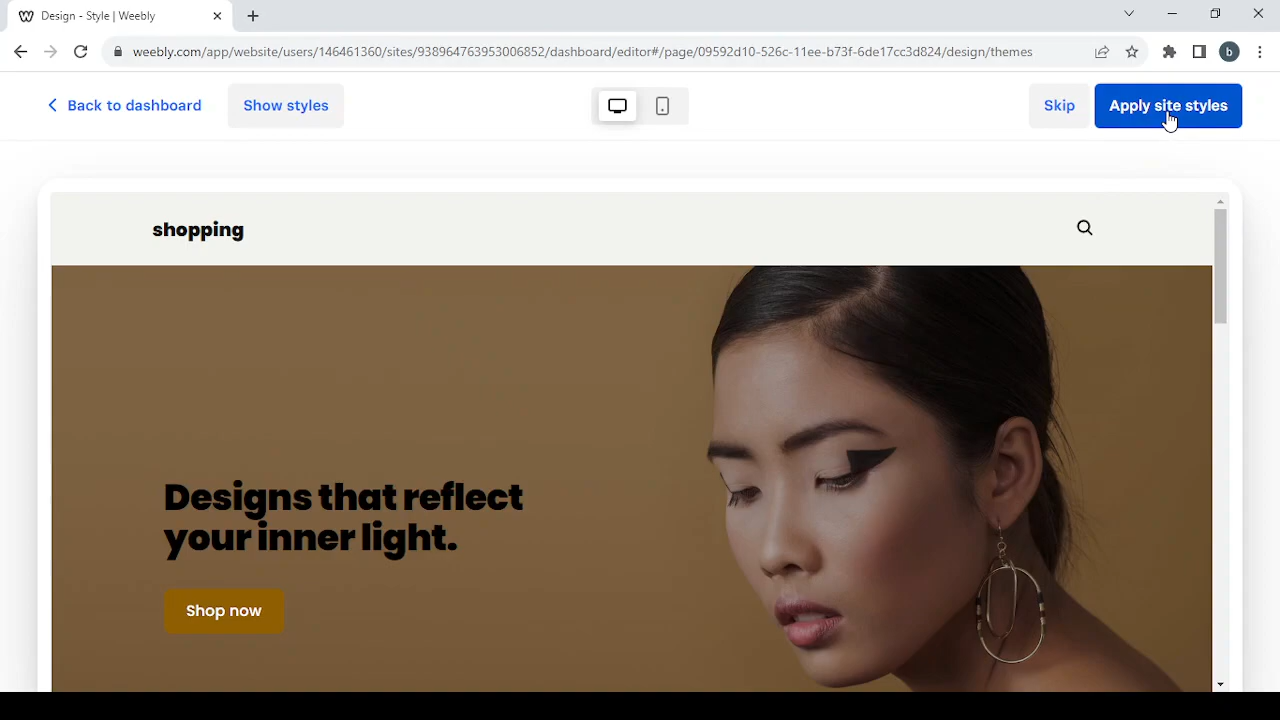 Design - Style | Weebly
weebly.com/app/website/users/146461360/sites/938964763953006852/dashboard/editor#/page/09592d10-526c-11ee-b73f-6de17cc3d824/design/themes
b
Back to dashboard
Show styles
Skip
Apply site styles
shopping
Designs that reflect
your inner light.
Shop now